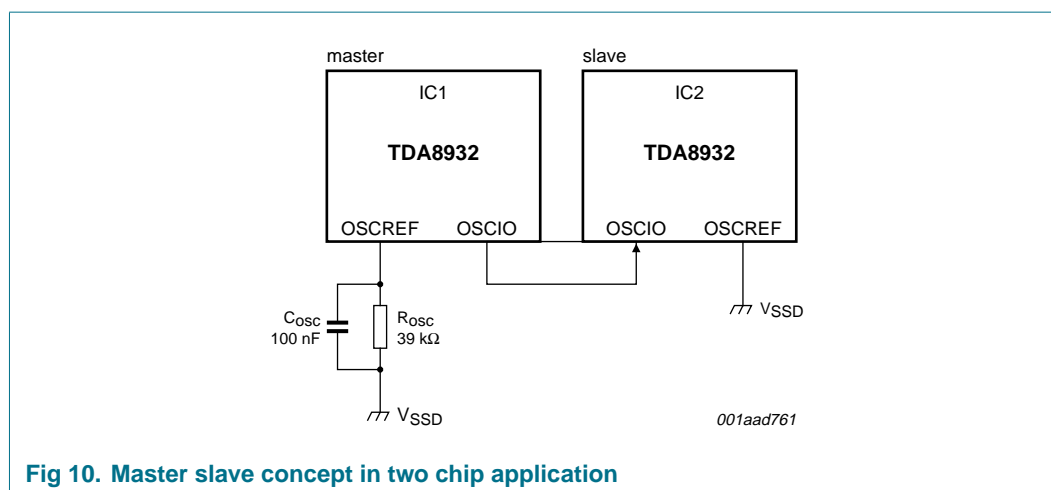 master
slave
IC1
IC2
TDA8932
TDA8932
OSCREF
OSCIO
OSCIO
OSCREF
Cosc
100 nF
Rosc
39 kΩ
VSSD
VSSD
001aad761
Fig 10. Master slave concept in two chip application